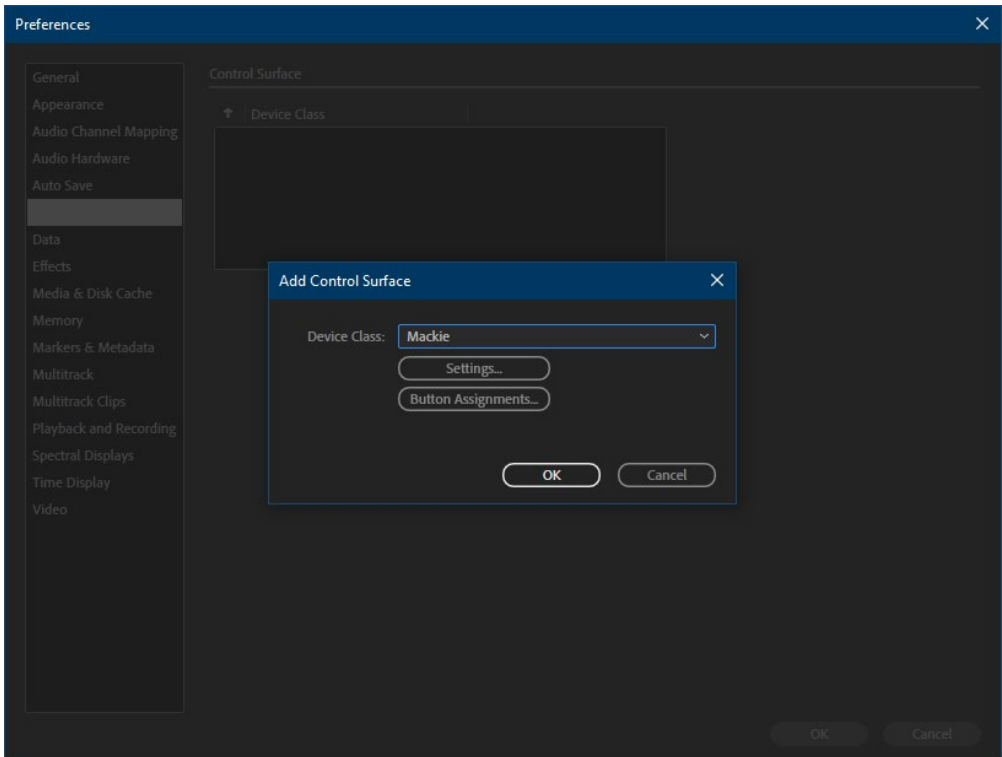 Preferences
General
Appearance
Audio Channel Mapping
Audio Hardware
Auto Save
Data
Effects
Media & Disk Cache
Memory
Markers & Metadata
Multitrack
Multitrack Clips
Playback and Recording
Spectral Displays
Time Display
Video
Control Surface
Device Class
Add Control Surface
Device Class:
Mackie
Settings...
Button Assignments...
OK
Cancel
OK
Cancel